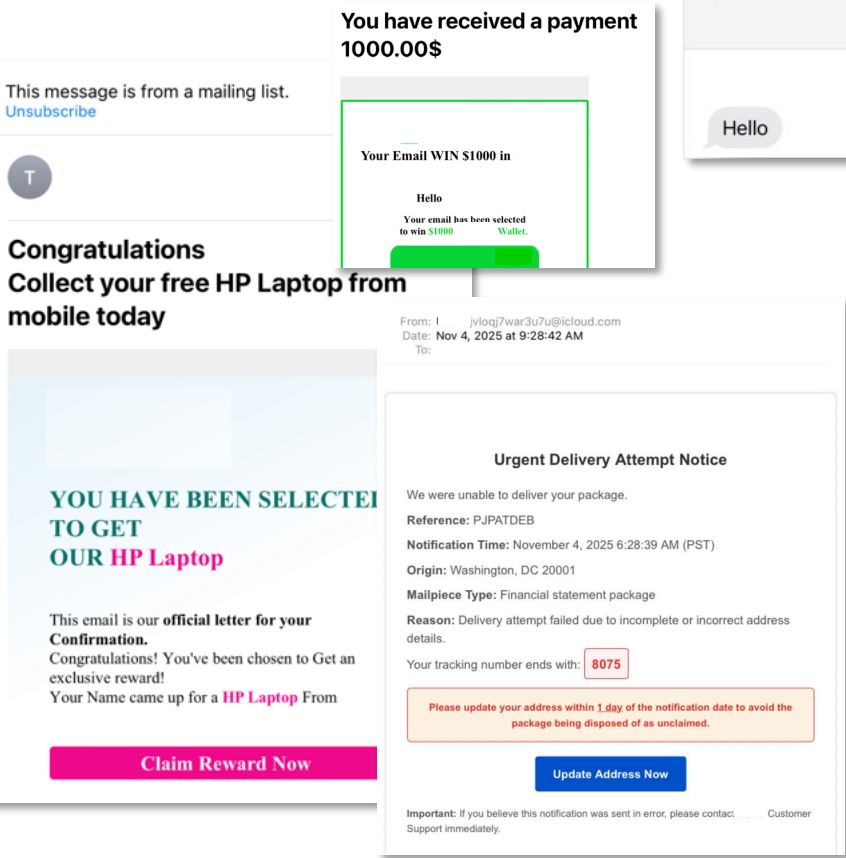 You have received a payment
1000.00$
Your Email WIN $1000 in
Hello
Your email has been selected
to win $1000 Wallet.
Hello
This message is from a mailing list.
Unsubscribe
T
Congratulations
Collect your free HP Laptop from
mobile today
YOU HAVE BEEN SELECTE
TO GET
OUR HP Laptop
This email is our official letter for your
Confirmation.
Congratulations! You've been chosen to Get an
exclusive reward!
Your Name came up for a HP Laptop From
Claim Reward Now
From: jvloqj7war3u7u@icloud.com
Date: Nov 4, 2025 at 9:28:42 AM
To:
Urgent Delivery Attempt Notice
We were unable to deliver your package.
Reference: PJPATDEB
Notification Time: November 4, 2025 6:28:39 AM (PST)
Origin: Washington, DC 20001
Mailpiece Type: Financial statement package
Reason: Delivery attempt failed due to incomplete or incorrect address
details.
Your tracking number ends with: 8075
Please update your address within 1 day of the notification date to avoid the
package being disposed of as unclaimed.
Update Address Now
Important: If you believe this notification was sent in error, please contact Customer
Support immediately.